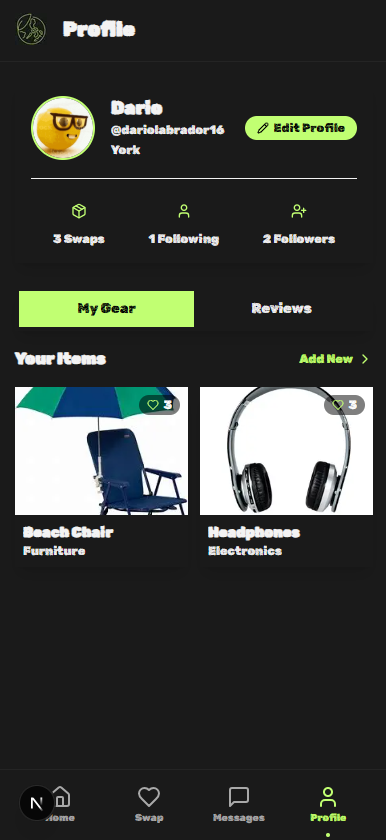 Profile
Dario
@dariolabrador16
York
Edit Profile
3 Swaps
1 Following
2 Followers
My Gear
Reviews
Your Items
Add New
3
3
Beach Chair
Furniture
Headphones
Electronics
N
Home
Swap
Messages
Profile